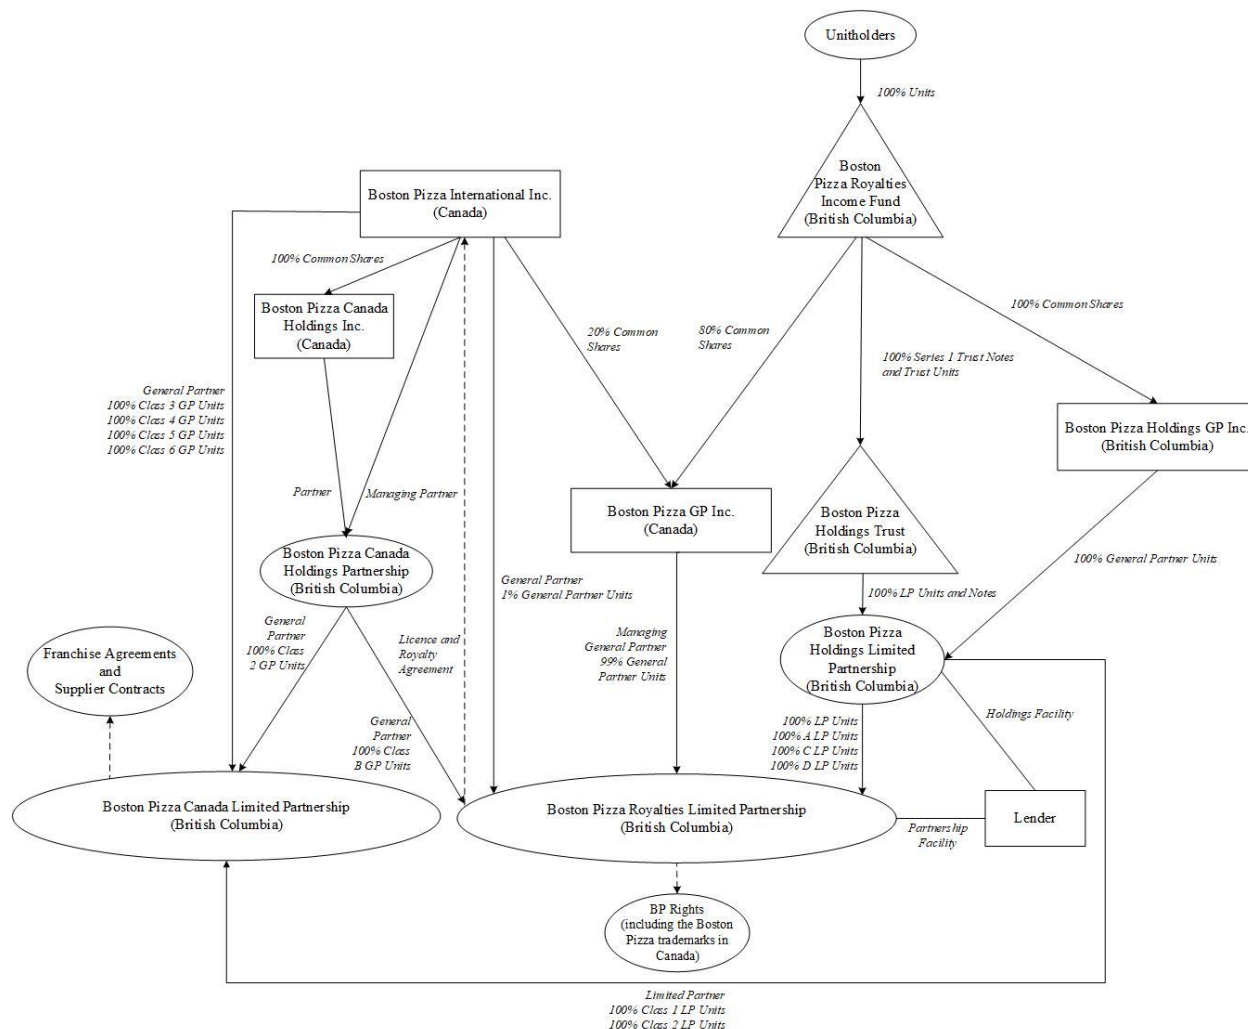 Unitholders
100% Units
Boston
Pizza Royalties
Income Fund
(British Columbia)
Boston Pizza International Inc.
(Canada)
100% Common Shares
Boston Pizza Canada
Holdings Inc.
(Canada)
20% Common
Shares
80% Common
Shares
100% Common Shares
100% Series 1 Trust Notes
and Trust Units
General Partner
100% Class 3 GP Units
100% Class 4 GP Units
100% Class 5 GP Units
100% Class 6 GP Units
Boston Pizza Holdings GP Inc.
(British Columbia)
Partner
Managing Partner
Boston Pizza GP Inc.
(Canada)
Boston Pizza
Holdings Trust
(British Columbia)
Boston Pizza Canada
Holdings Partnership
(British Columbia)
General Partner
1% General Partner Units
100% LP Units and Notes
100% General Partner Units
Franchise Agreements
and
Supplier Contracts
General
Partner
100% Class
2 GP Units
Licence and
Royalty
Agreement
Managing
General Partner
99% General
Partner Units
Boston Pizza
Holdings Limited
Partnership
(British Columbia)
General
Partner
100% Class
B GP Units
100% LP Units
100% A LP Units
100% C LP Units
100% D LP Units
Holdings Facility
Boston Pizza Canada Limited Partnership
(British Columbia)
Boston Pizza Royalties Limited Partnership
(British Columbia)
Partnership
Facility
Lender
BP Rights
(including the Boston
Pizza trademarks in
Canada)
Limited Partner
100% Class 1 LP Units
100% Class 2 LP Units